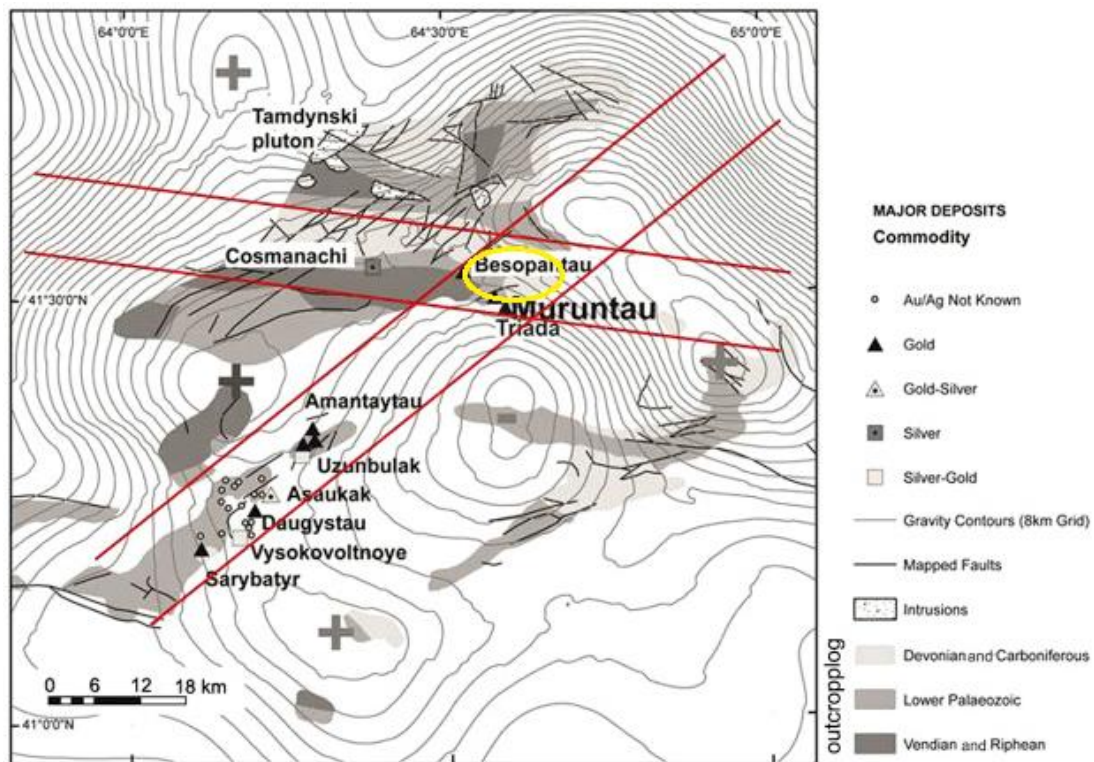 64°0'0"E
64°30'0"E
65°0'0"E
Tamdynski
pluton
Cosmanachi
Besopantau
41°30'0"N
Muruntau
Triada
Amantaytau
Uzunbulak
Asaukak
Daugystau
Vysokovoltnoye
Sarybatyr
0 6 12 18 km
41°0'0"N
MAJOR DEPOSITS
Commodity
Au/Ag Not Known
Gold
Gold-Silver
Silver
Silver-Gold
Gravity Contours (8km Grid)
Mapped Faults
Intrusions
Devonian and Carboniferous
Lower Palaeozoic
Vendian and Riphean
outcropplog